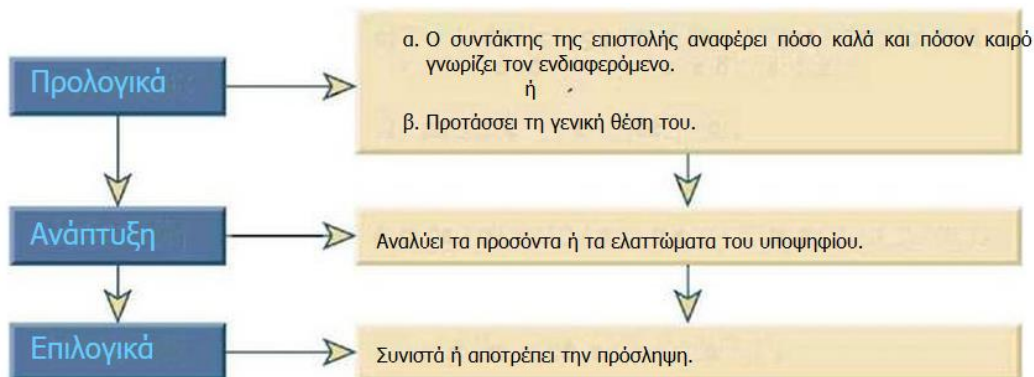 Προλογικά
α. Ο συντάκτης της επιστολής αναφέρει πόσο καλά και πόσον καιρό
γνωρίζει τον ενδιαφερόμενο.
ή
β. Προτάσσει τη γενική θέση του.
Ανάπτυξη
Αναλύει τα προσόντα ή τα ελαττώματα του υποψηφίου.
Επιλογικά
Συνιστά ή αποτρέπει την πρόσληψη.